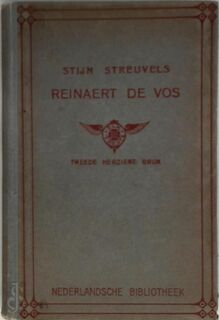 STIJN STREUVELS
REINAERT DE VOS
TWEEDE HERZIENE DRUK
NEDERLANDSCHE BIBLIOTHEEK